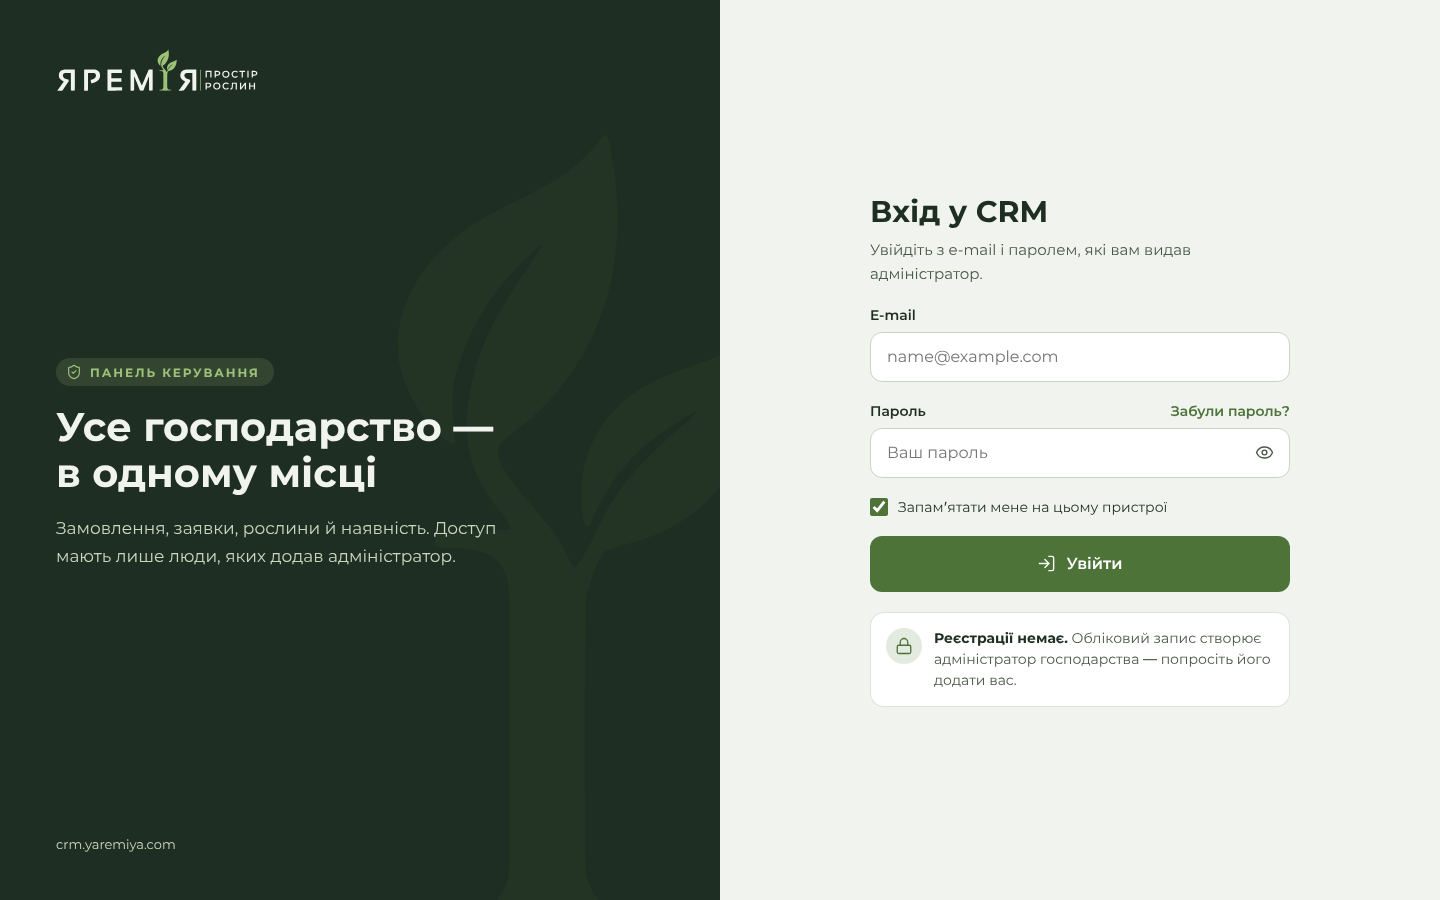 ЯРЕМІЯ ПРОСТІР РОСЛИН
ПАНЕЛЬ КЕРУВАННЯ
Усе господарство —
в одному місці
Замовлення, заявки, рослини й наявність. Доступ
мають лише люди, яких додав адміністратор.
crm.yaremiya.com
Вхід у CRM
Увійдіть з e-mail і паролем, які вам видав
адміністратор.
E-mail
name@example.com
Пароль
Забули пароль?
Ваш пароль
Запамʼятати мене на цьому пристрої
Увійти
Реєстрації немає. Обліковий запис створює
адміністратор господарства — попросіть його
додати вас.